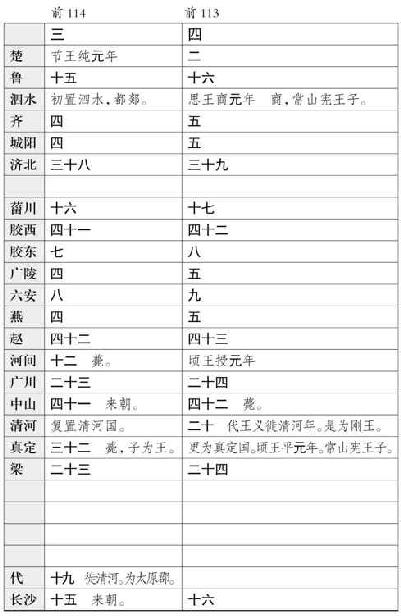 前 114 前 113
三 四
楚 节王纯元年 二
鲁 十五 十六
泗水 初置泗水，都郯。 思王商元年 商，常山宪王子。
齐 四 五
城阳 四 五
济北 三十八 三十九
菑川 十六 十七
胶西 四十一 四十二
胶东 七 八
广陵 四 五
六安 八 九
燕 四 五
赵 四十二 四十三
河间 十二 薨。 顷王授元年
广川 二十三 二十四
中山 四十一 来朝。 四十二 薨。
清河 复置清河国。 二十 代王义徙清河年。是为刚王。
真定 三十二 薨，子为王。 更为真定国。顷王平元年。常山宪王子。
梁 二十三 二十四
代 十九 徙清河。为太原郡。
长沙 十五 来朝。 十六